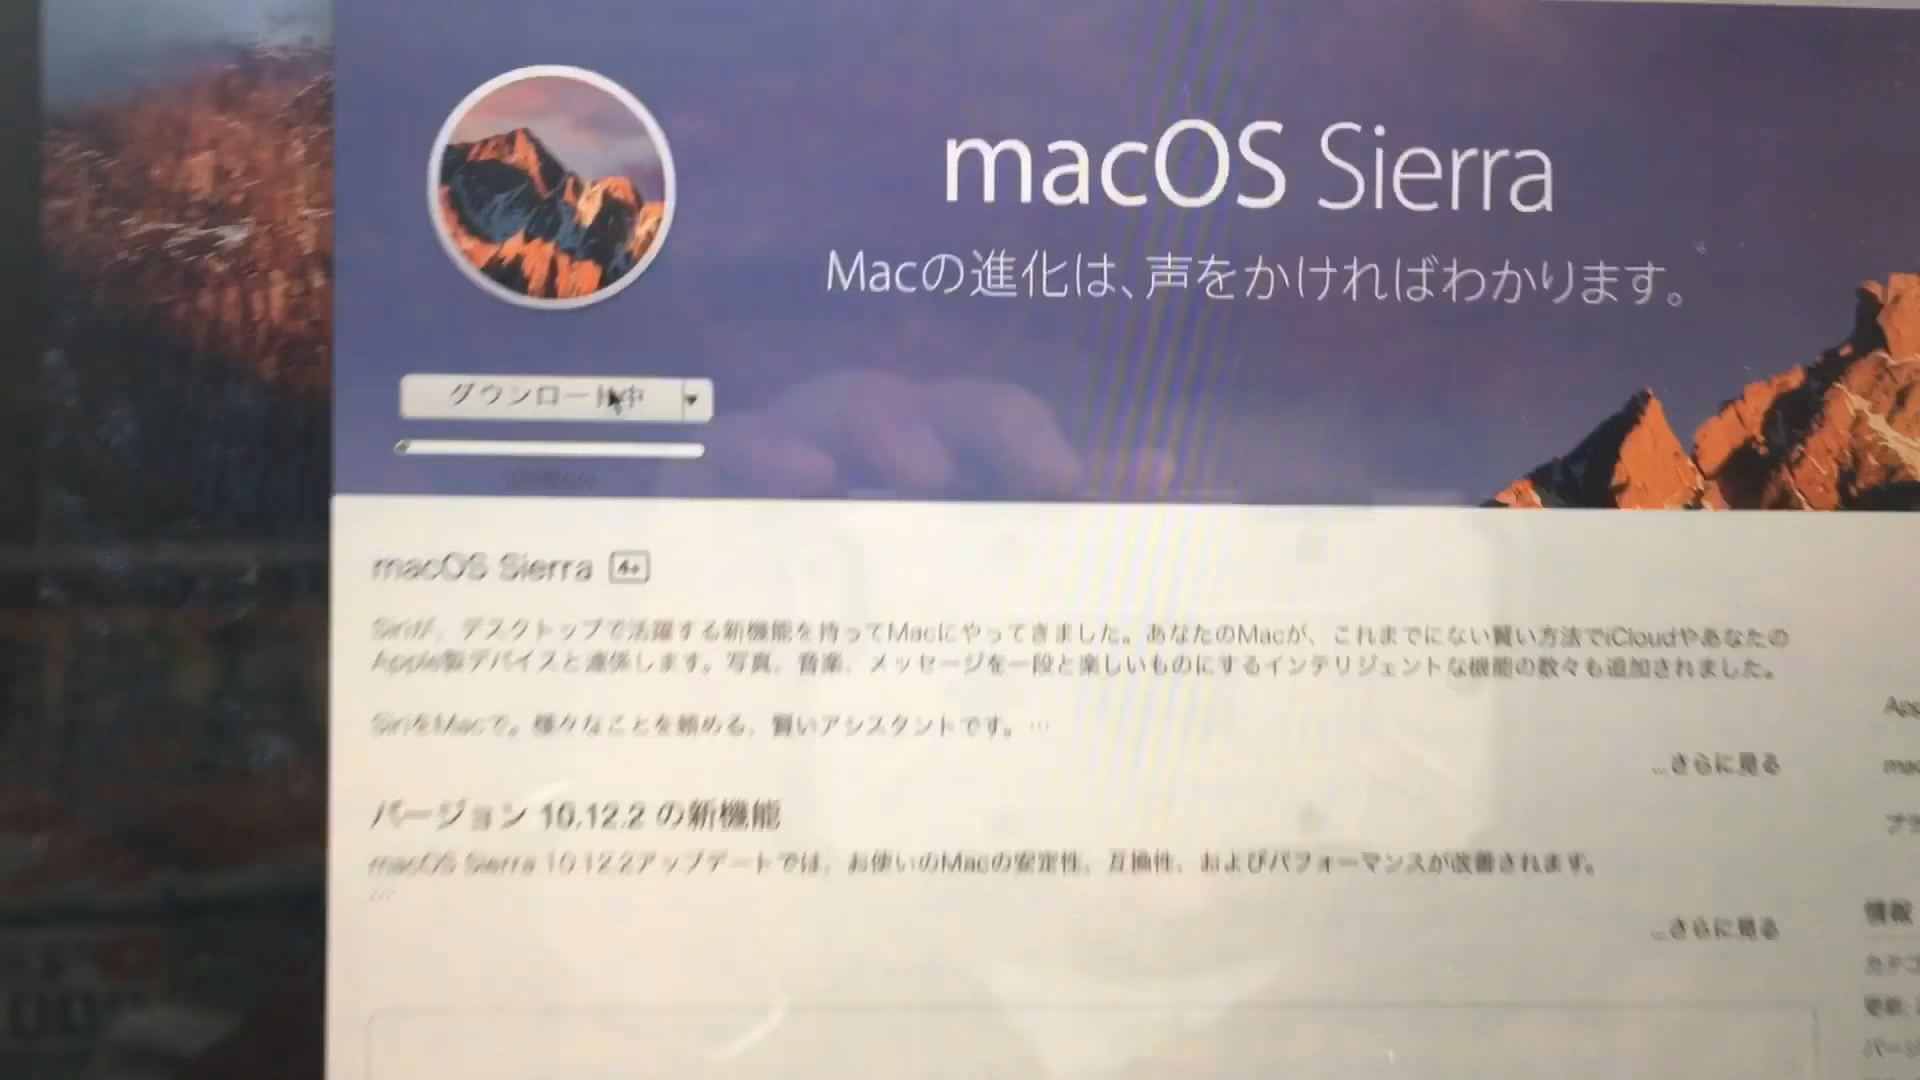 macOS Sierra
Macの進化は、声をかければわかります。
ダウンロード中
macOS Sierra 4+
Siriが、デスクトップで活躍する新機能を持ってMacにやってきました。あなたのMacが、これまでにない賢い方法でiCloudやあなたの
Apple製デバイスと連係します。写真、音楽、メッセージを一段と楽しいものにするインテリジェントな機能の数々も追加されました。
SiriをMacで。様々なことを頼める、賢いアシスタントです。…
...さらに見る
バージョン 10.12.2 の新機能
macOS Sierra 10.12.2アップデートでは、お使いのMacの安定性、互換性、およびパフォーマンスが改善されます。
...
...さらに見る
App
mac
プラ
情報
カテゴ
更新:
バージ